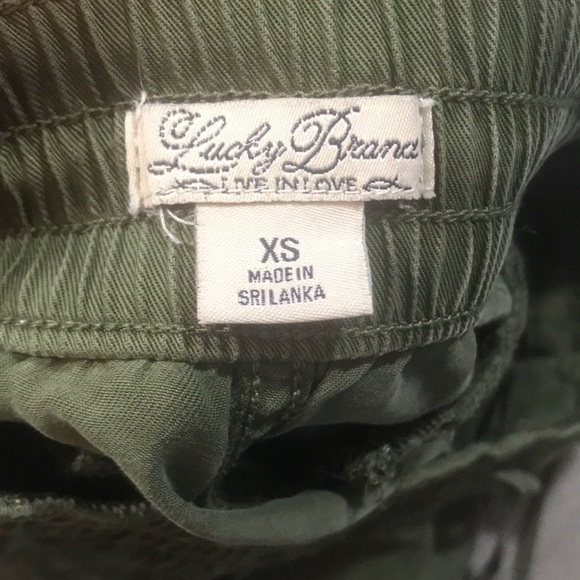 Lucky Brand
LIVE IN LOVE
XS
MADE IN
SRI LANKA